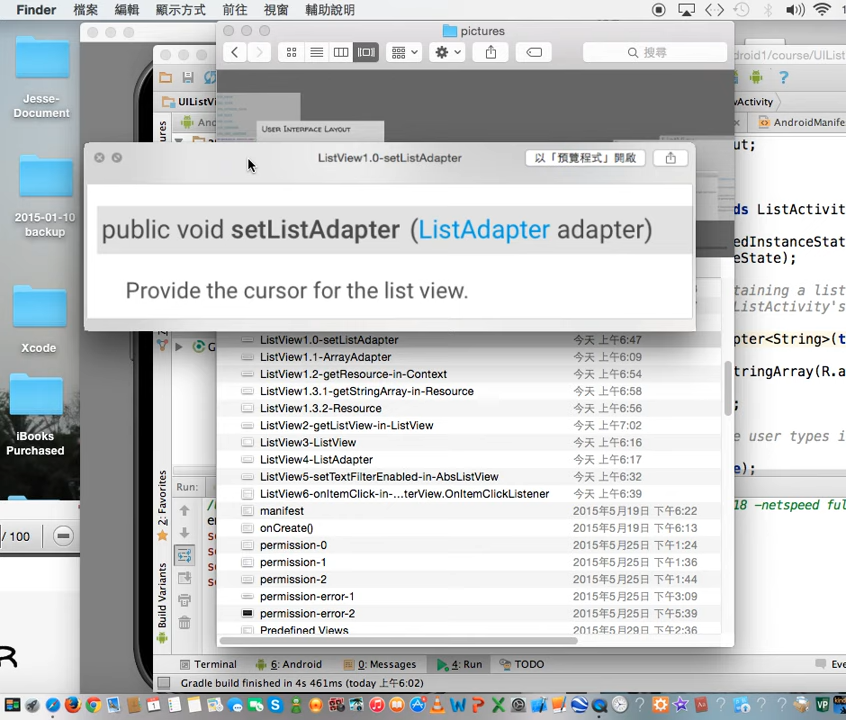 Finder 檔案 編輯 顯示方式 前往 視窗 輔助說明
pictures
搜尋
Jesse-
Document
2015-01-10
backup
Xcode
iBooks
Purchased
/ 100
R
droid1/course/UIList
UIListVi
wActivity
And
AndroidManife
USER INTERFACE LAYOUT
ListView1.0-setListAdapter
以「預覽程式」開啟
public void setListAdapter (ListAdapter adapter)
Provide the cursor for the list view.
ut;
ds ListActivit
edInstanceStat
eState);
taining a list
ListActivity's
pter<String>(t
tringArray(R.a
;
e user types i
e);
18 -netspeed ful
ListView1.0-setListAdapter 今天 上午6:47
ListView1.1-ArrayAdapter 今天 上午6:09
ListView1.2-getResource-in-Context 今天 上午6:54
ListView1.3.1-getStringArray-in-Resource 今天 上午6:58
ListView1.3.2-Resource 今天 上午6:56
ListView2-getListView-in-ListView 今天 上午7:02
ListView3-ListView 今天 上午6:16
ListView4-ListAdapter 今天 上午6:17
ListView5-setTextFilterEnabled-in-AbsListView 今天 上午6:32
ListView6-onItemClick-in-...terView.OnItemClickListener 今天 上午6:39
manifest 2015年5月19日 下午6:22
onCreate() 2015年5月19日 下午6:13
permission-0 2015年5月25日 下午1:24
permission-1 2015年5月25日 下午1:36
permission-2 2015年5月25日 下午1:44
permission-error-1 2015年5月25日 下午3:09
permission-error-2 2015年5月25日 下午5:39
Predefined Views 2015年5月29日 下午2:36
Run:
2: Favorites
Build Variants
Terminal 6: Android 0: Messages 4: Run TODO
Eve
Gradle build finished in 4s 461ms (today 上午6:02)